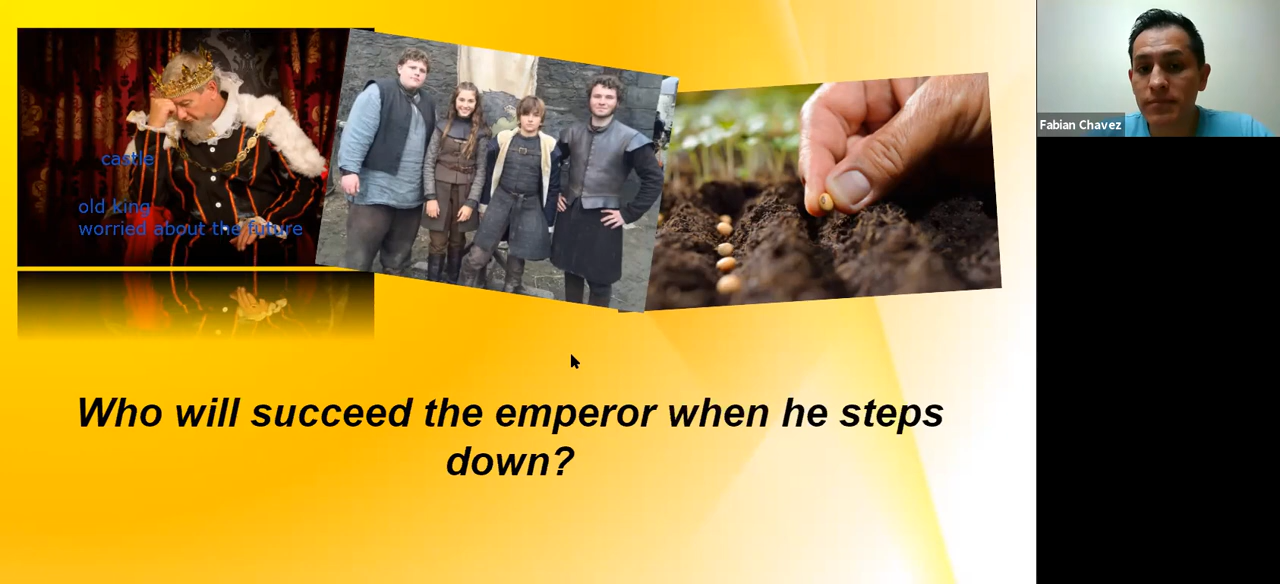 castle
old king
worried about the future
Fabian Chavez
Who will succeed the emperor when he steps
down?